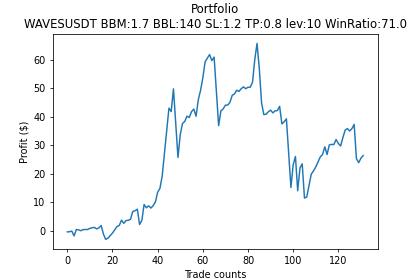 Portfolio
WAVESUSDT BBM:1.7 BBL:140 SL:1.2 TP:0.8 lev:10 WinRatio:71.0
Profit ($)
60
50
40
30
20
10
0
0 20 40 60 80 100 120
Trade counts